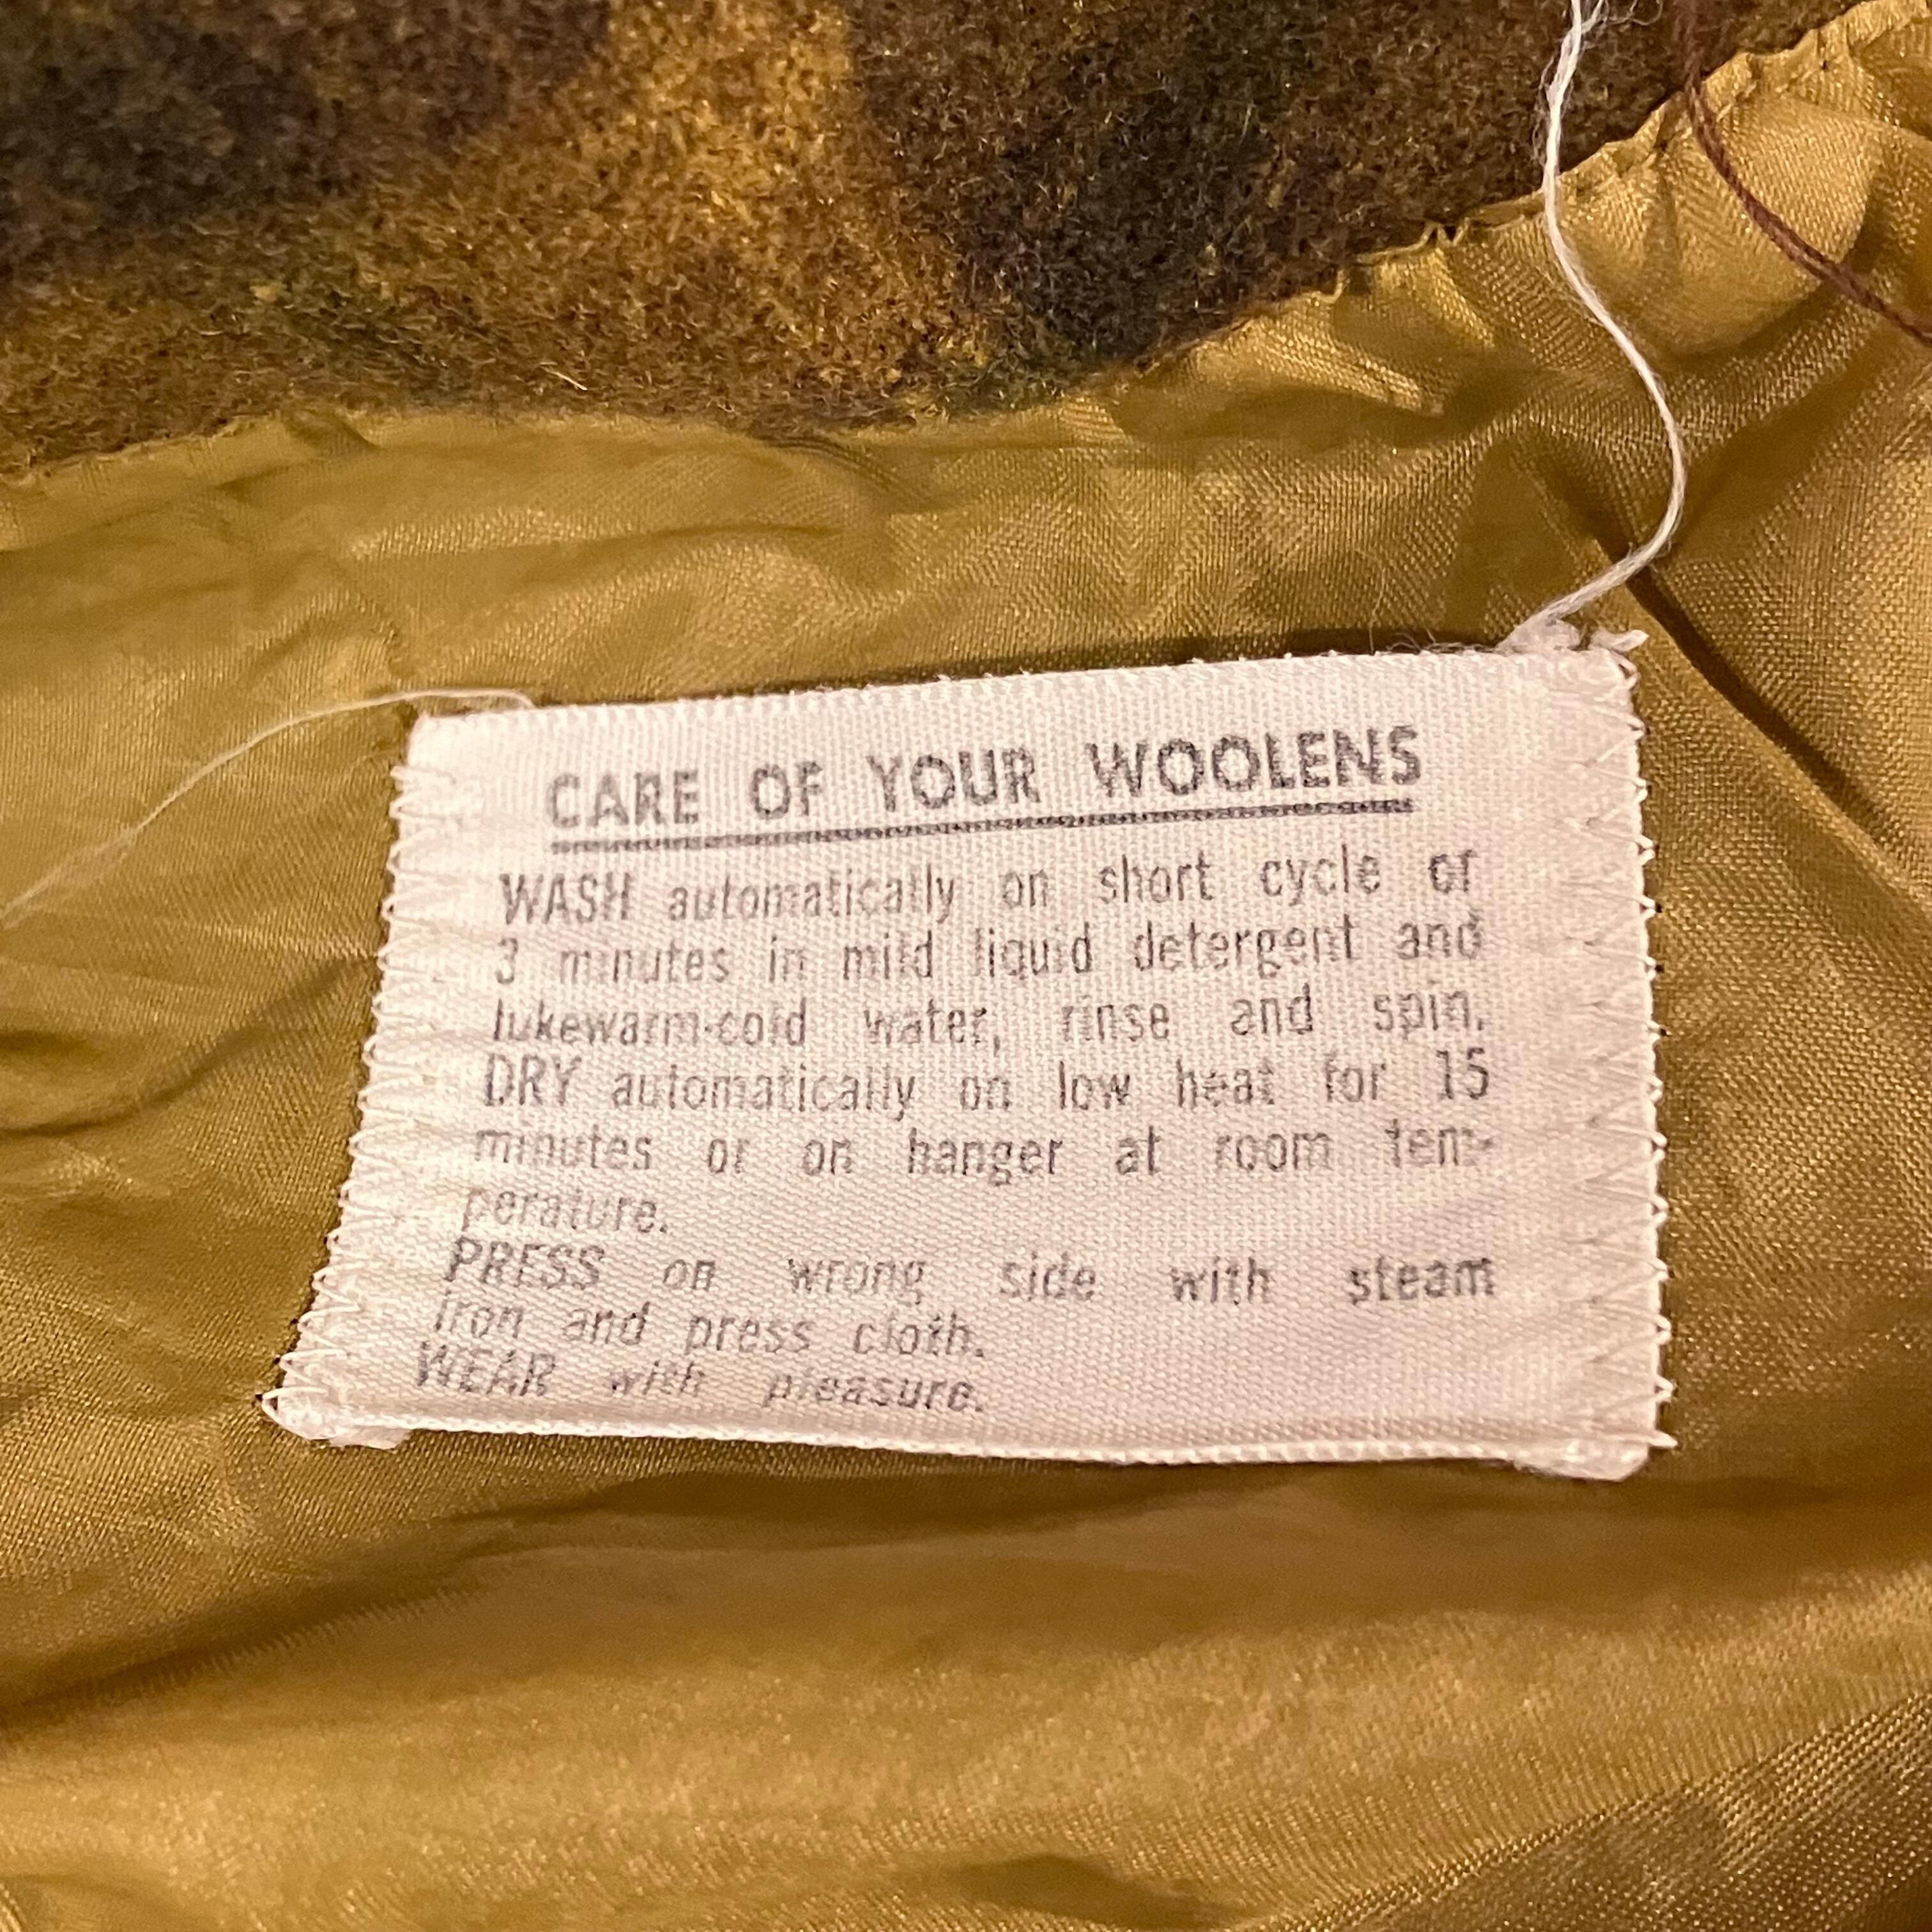 CARE OF YOUR WOOLENS
WASH automatically on short cycle or
3 minutes in mild liquid detergent and
lukewarm-cold water, rinse and spin.
DRY automatically on low heat for 15
minutes or on hanger at room tem-
perature.
PRESS on wrong side with steam
iron and press cloth.
WEAR with pleasure.